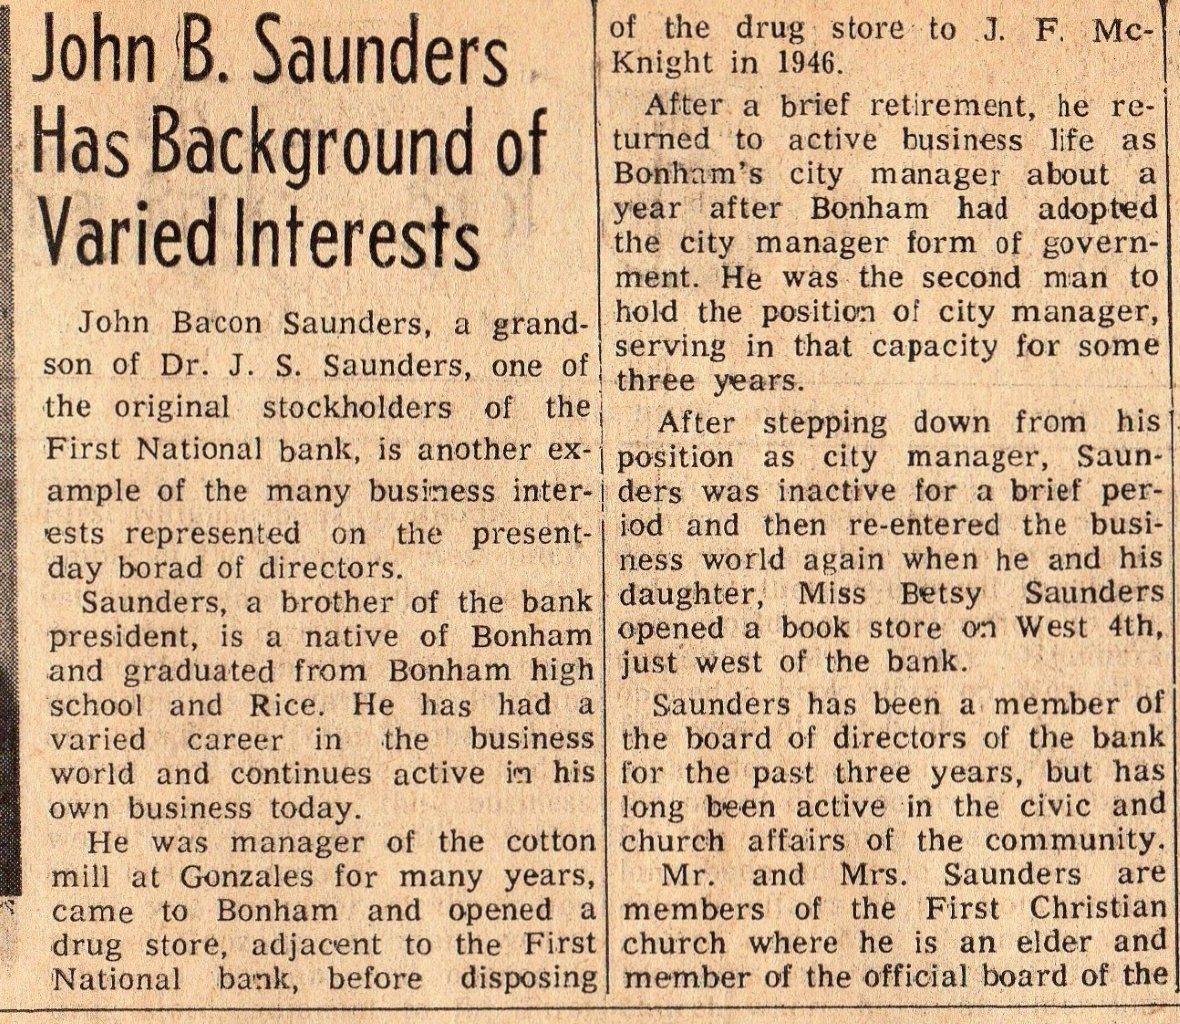 John B. Saunders
Has Background of
Varied Interests
John Bacon Saunders, a grand-
son of Dr. J. S. Saunders, one of
the original stockholders of the
First National bank, is another ex-
ample of the many business inter-
ests represented on the present-
day borad of directors.
Saunders, a brother of the bank
president, is a native of Bonham
and graduated from Bonham high
school and Rice. He has had a
varied career in the business
world and continues active in his
own business today.
He was manager of the cotton
mill at Gonzales for many years,
came to Bonham and opened a
drug store, adjacent to the First
National bank, before disposing
of the drug store to J. F. Mc-
Knight in 1946.
After a brief retirement, he re-
turned to active business life as
Bonham's city manager about a
year after Bonham had adopted
the city manager form of govern-
ment. He was the second man to
hold the position of city manager,
serving in that capacity for some
three years.
After stepping down from his
position as city manager, Saun-
ders was inactive for a brief per-
iod and then re-entered the busi-
ness world again when he and his
daughter, Miss Betsy Saunders
opened a book store on West 4th,
just west of the bank.
Saunders has been a member of
the board of directors of the bank
for the past three years, but has
long been active in the civic and
church affairs of the community.
Mr. and Mrs. Saunders are
members of the First Christian
church where he is an elder and
member of the official board of the